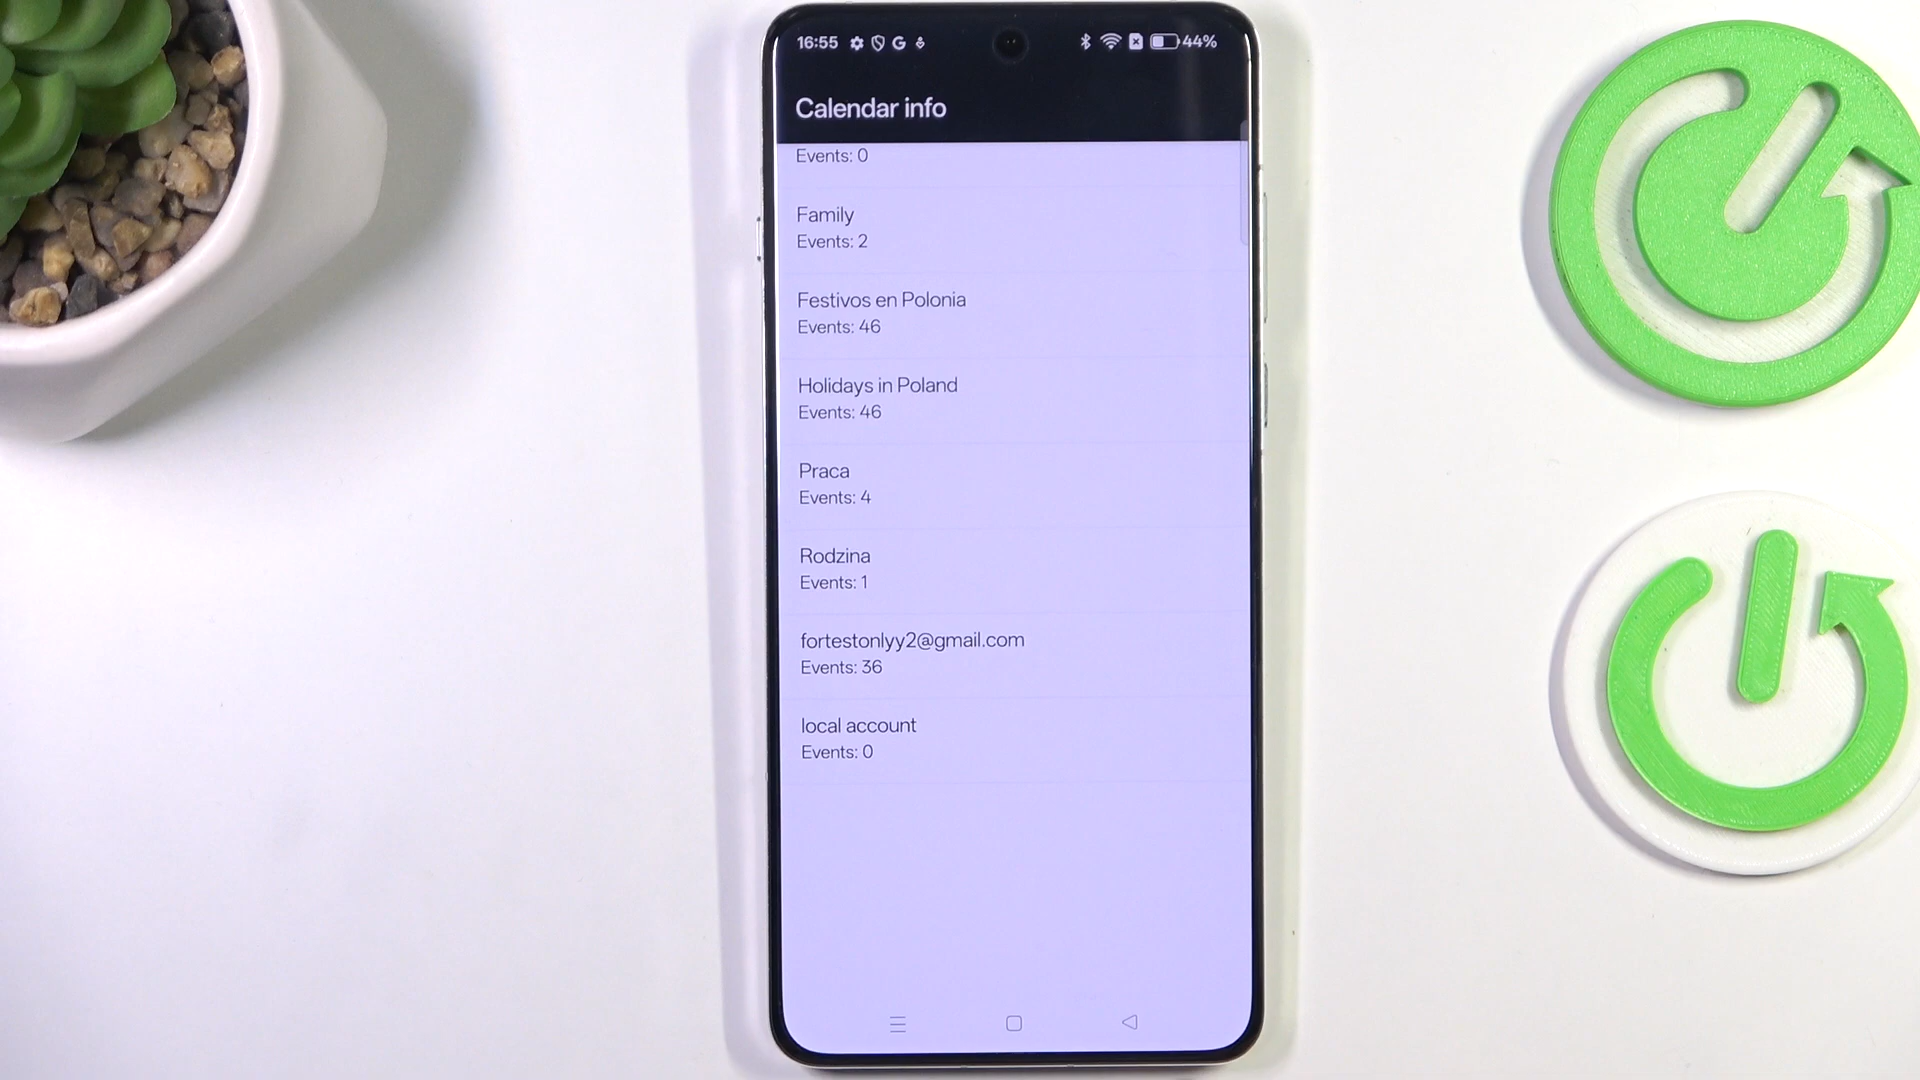 16:55 44%
Calendar info
Events: 0
Family
Events: 2
Festivos en Polonia
Events: 46
Holidays in Poland
Events: 46
Praca
Events: 4
Rodzina
Events: 1
fortestonlyy2@gmail.com
Events: 36
local account
Events: 0